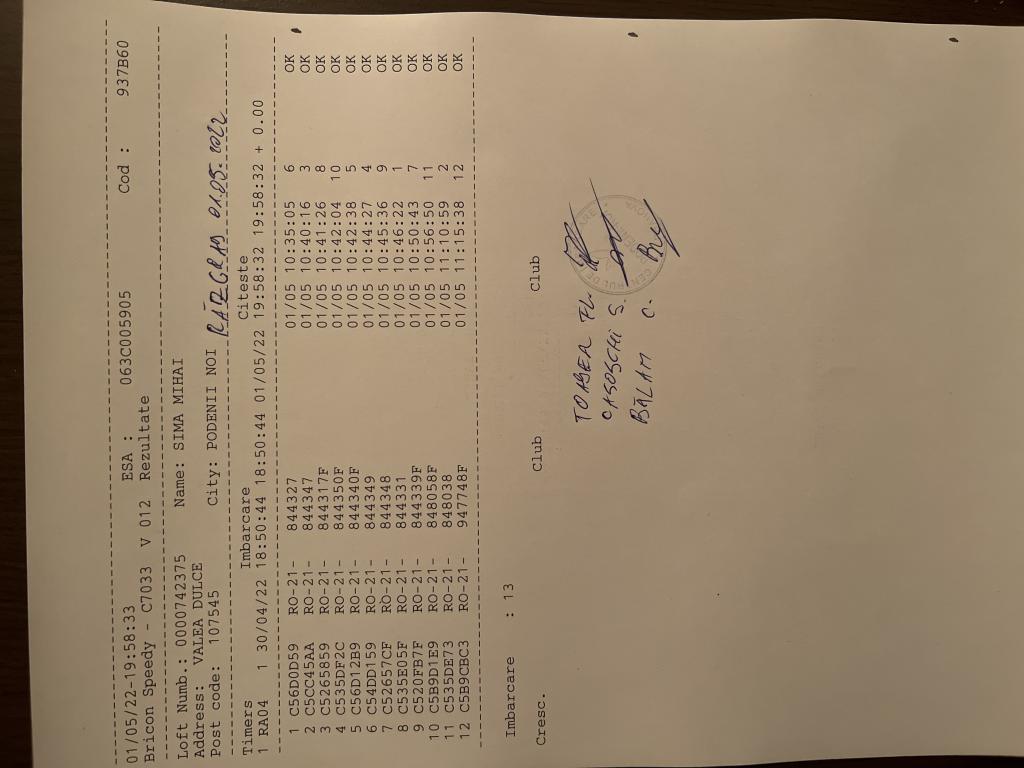 --------------------------------------------------------------------------------
01/05/22-19:58:33 ESA : 063C005905 Cod : 937B60
Bricon Speedy - C7033 V 012 Rezultate
--------------------------------------------------------------------------------
Loft Numb.: 0000742375 Name: SIMA MIHAI
Address: VALEA DULCE
Post code: 107545 City: PODENII NOI RĂZGRAD 01.05.2022
--------------------------------------------------------------------------------
Timers Imbarcare Citeste
1 RA04 1 30/04/22 18:50:44 18:50:44 01/05/22 19:58:32 19:58:32 + 0.00
--------------------------------------------------------------------------------
1 C56D0D59 RO-21- 844327 01/05 10:35:05 6 OK
2 C5CC45AA RO-21- 844347 01/05 10:40:16 3 OK
3 C5265859 RO-21- 844317F 01/05 10:41:26 8 OK
4 C535DF2C RO-21- 844350F 01/05 10:42:04 10 OK
5 C56D12B9 RO-21- 844340F 01/05 10:42:38 5 OK
6 C54DD159 RO-21- 844349 01/05 10:44:27 4 OK
7 C52657CF RO-21- 844348 01/05 10:45:36 9 OK
8 C535E05F RO-21- 844331 01/05 10:46:22 1 OK
9 C520FB7F RO-21- 844339F 01/05 10:50:43 7 OK
10 C5B9D1E9 RO-21- 848058F 01/05 10:56:50 11 OK
11 C535DE73 RO-21- 848038 01/05 11:10:59 2 OK
12 C5B9CBC3 RO-21- 947748F 01/05 11:15:38 12 OK
--------------------------------------------------------------------------------
Imbarcare : 13
Cresc. Club Club
TOADER FL.
CASOSCHI S.
BĂLAM C.